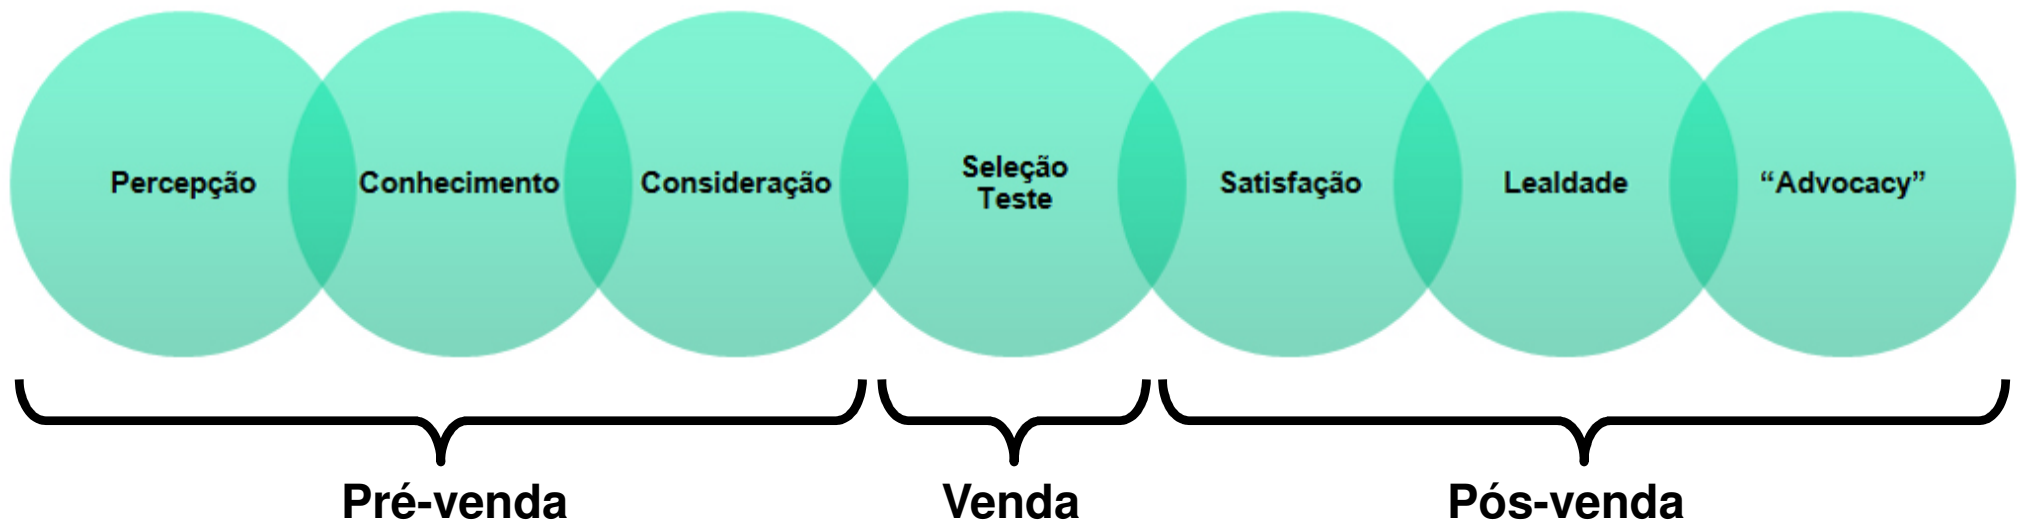 Percepção
Conhecimento
Consideração
Seleção
Teste
Satisfação
Lealdade
“Advocacy”
Pré-venda
Venda
Pós-venda